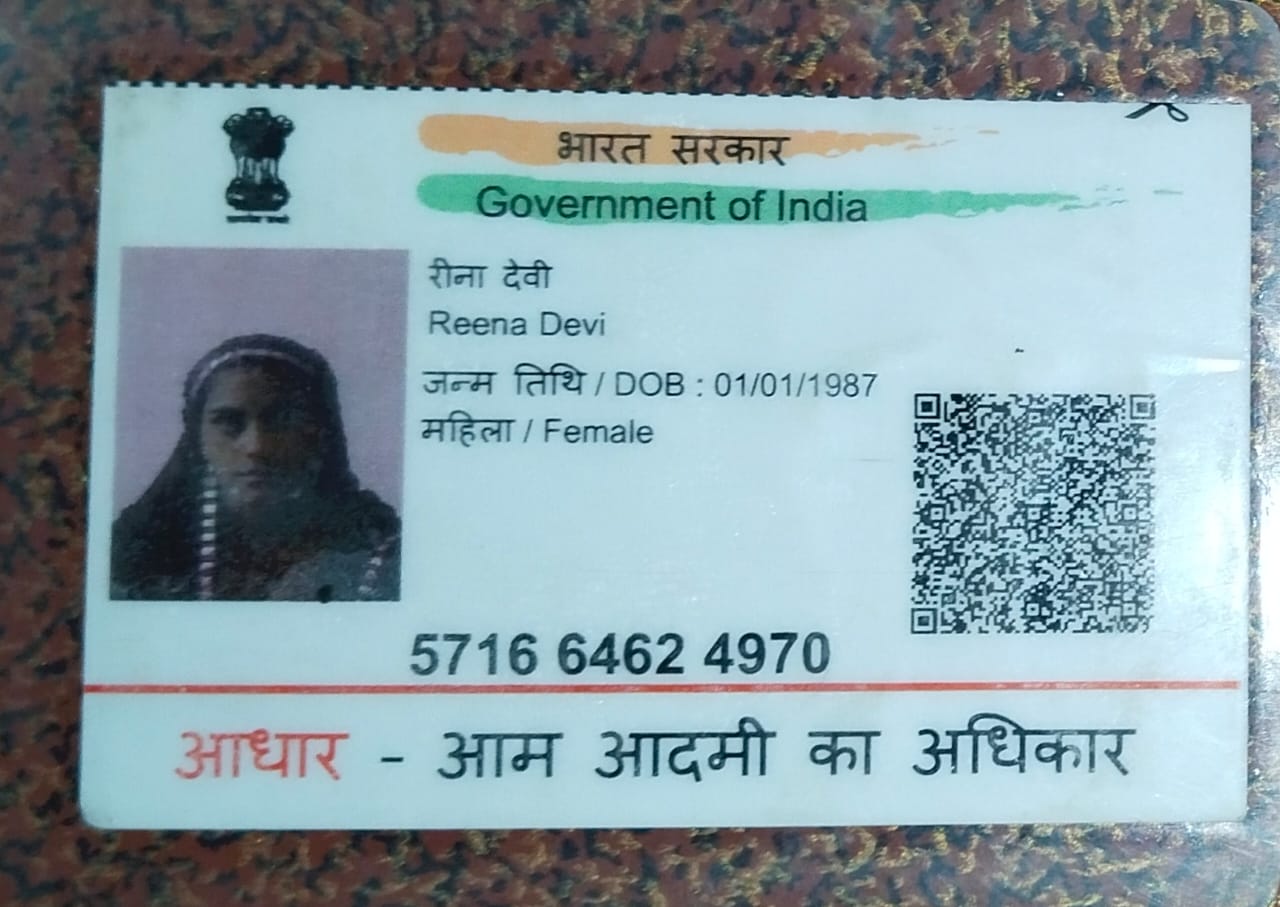 भारत सरकार
Government of India
रीना देवी
Reena Devi
जन्म तिथि / DOB : 01/01/1987
महिला / Female
5716 6462 4970
आधार - आम आदमी का अधिकार